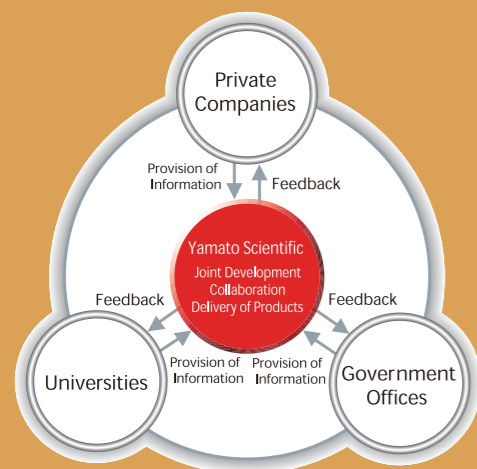 Private
Companies
Provision of
Information
Feedback
Yamato Scientific
Joint Development
Collaboration
Delivery of Products
Feedback
Feedback
Provision of
Information
Provision of
Information
Universities
Government
Offices